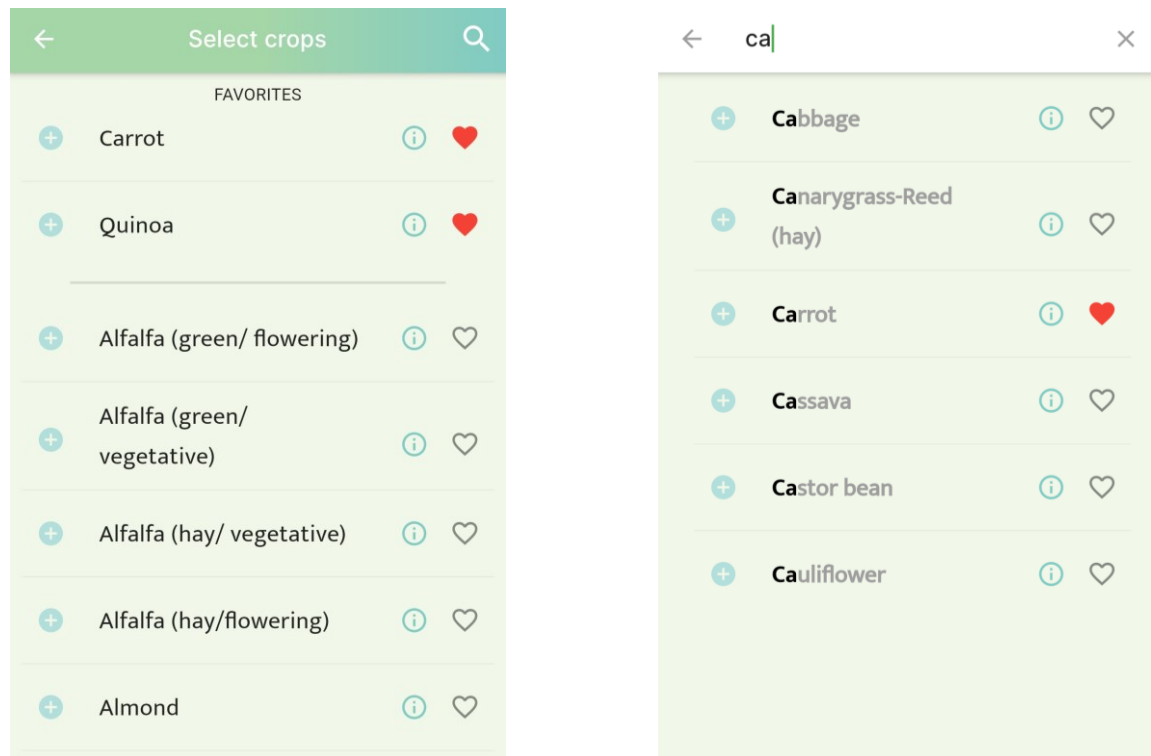 Select crops
FAVORITES
Carrot
Quinoa
Alfalfa (green/ flowering)
Alfalfa (green/
vegetative)
Alfalfa (hay/ vegetative)
Alfalfa (hay/flowering)
Almond
ca
Cabbage
Canarygrass-Reed
(hay)
Carrot
Cassava
Castor bean
Cauliflower